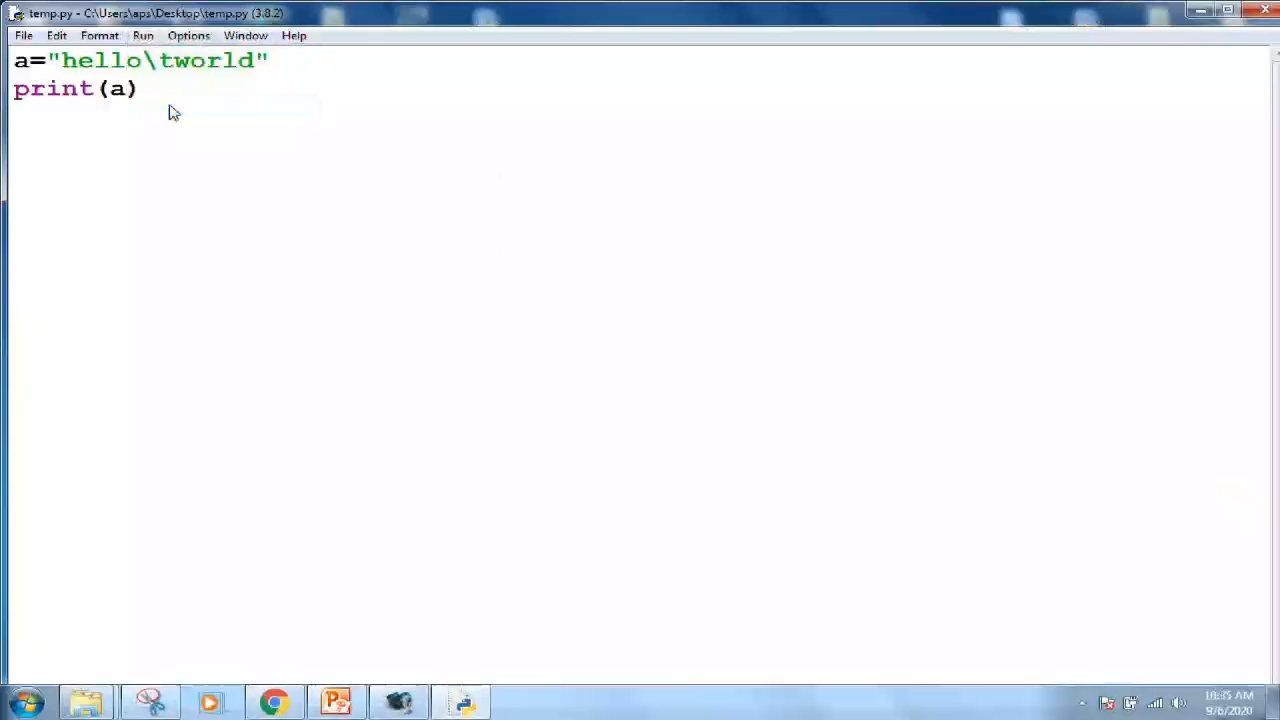 temp.py - C:\Users\aps\Desktop\temp.py (3.8.2)
File Edit Format Run Options Window Help
a="hello\tworld"
print(a)
10:35 AM
9/6/2020